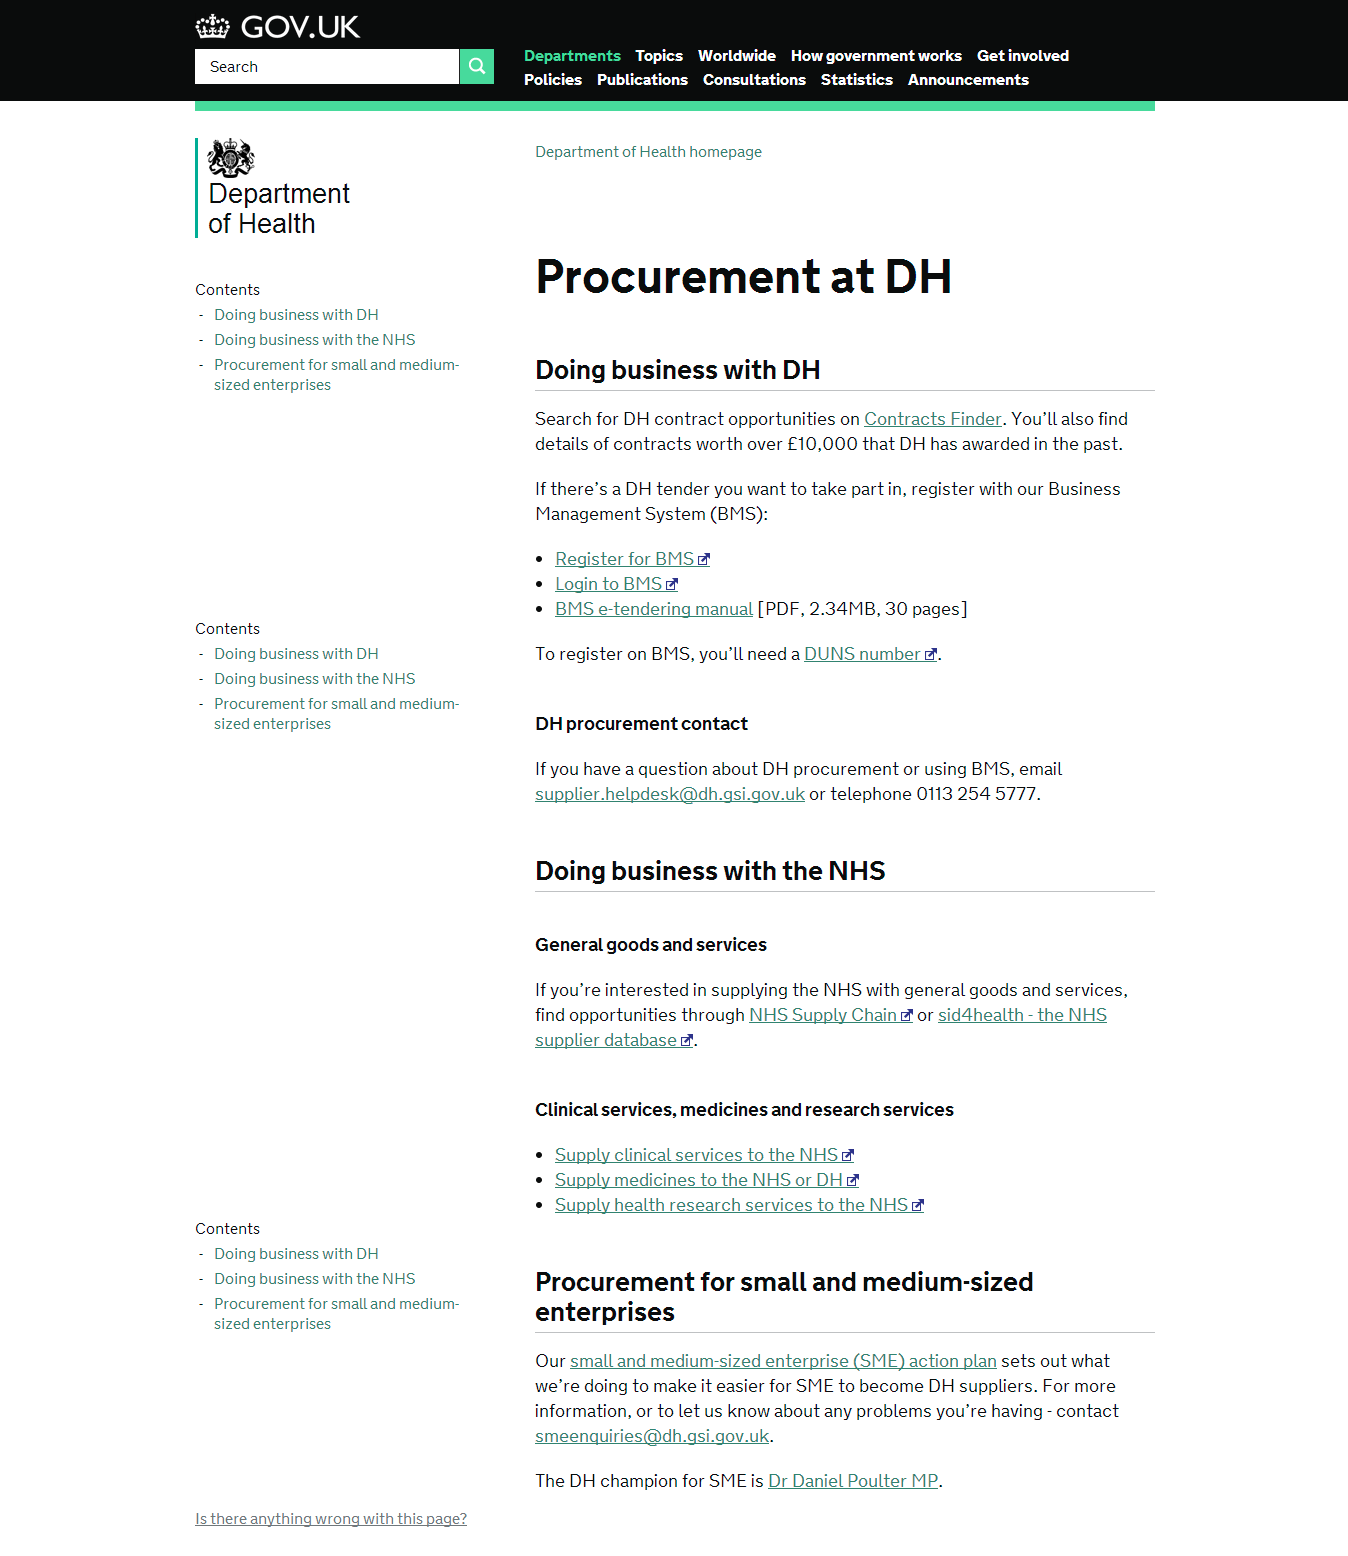 GOV.UK
Search
Departments Topics Worldwide How government works Get involved
Policies Publications Consultations Statistics Announcements
Department
of Health
Department of Health homepage
Procurement at DH
Contents
- Doing business with DH
- Doing business with the NHS
- Procurement for small and medium-
sized enterprises
Doing business with DH
Search for DH contract opportunities on Contracts Finder. You’ll also find
details of contracts worth over £10,000 that DH has awarded in the past.
If there’s a DH tender you want to take part in, register with our Business
Management System (BMS):
• Register for BMS
• Login to BMS
• BMS e-tendering manual [PDF, 2.34MB, 30 pages]
To register on BMS, you’ll need a DUNS number.
Contents
- Doing business with DH
- Doing business with the NHS
- Procurement for small and medium-
sized enterprises
DH procurement contact
If you have a question about DH procurement or using BMS, email
supplier.helpdesk@dh.gsi.gov.uk or telephone 0113 254 5777.
Doing business with the NHS
General goods and services
If you’re interested in supplying the NHS with general goods and services,
find opportunities through NHS Supply Chain or sid4health - the NHS
supplier database.
Clinical services, medicines and research services
• Supply clinical services to the NHS
• Supply medicines to the NHS or DH
• Supply health research services to the NHS
Contents
- Doing business with DH
- Doing business with the NHS
- Procurement for small and medium-
sized enterprises
Procurement for small and medium-sized
enterprises
Our small and medium-sized enterprise (SME) action plan sets out what
we’re doing to make it easier for SME to become DH suppliers. For more
information, or to let us know about any problems you’re having - contact
smeenquiries@dh.gsi.gov.uk.
The DH champion for SME is Dr Daniel Poulter MP.
Is there anything wrong with this page?